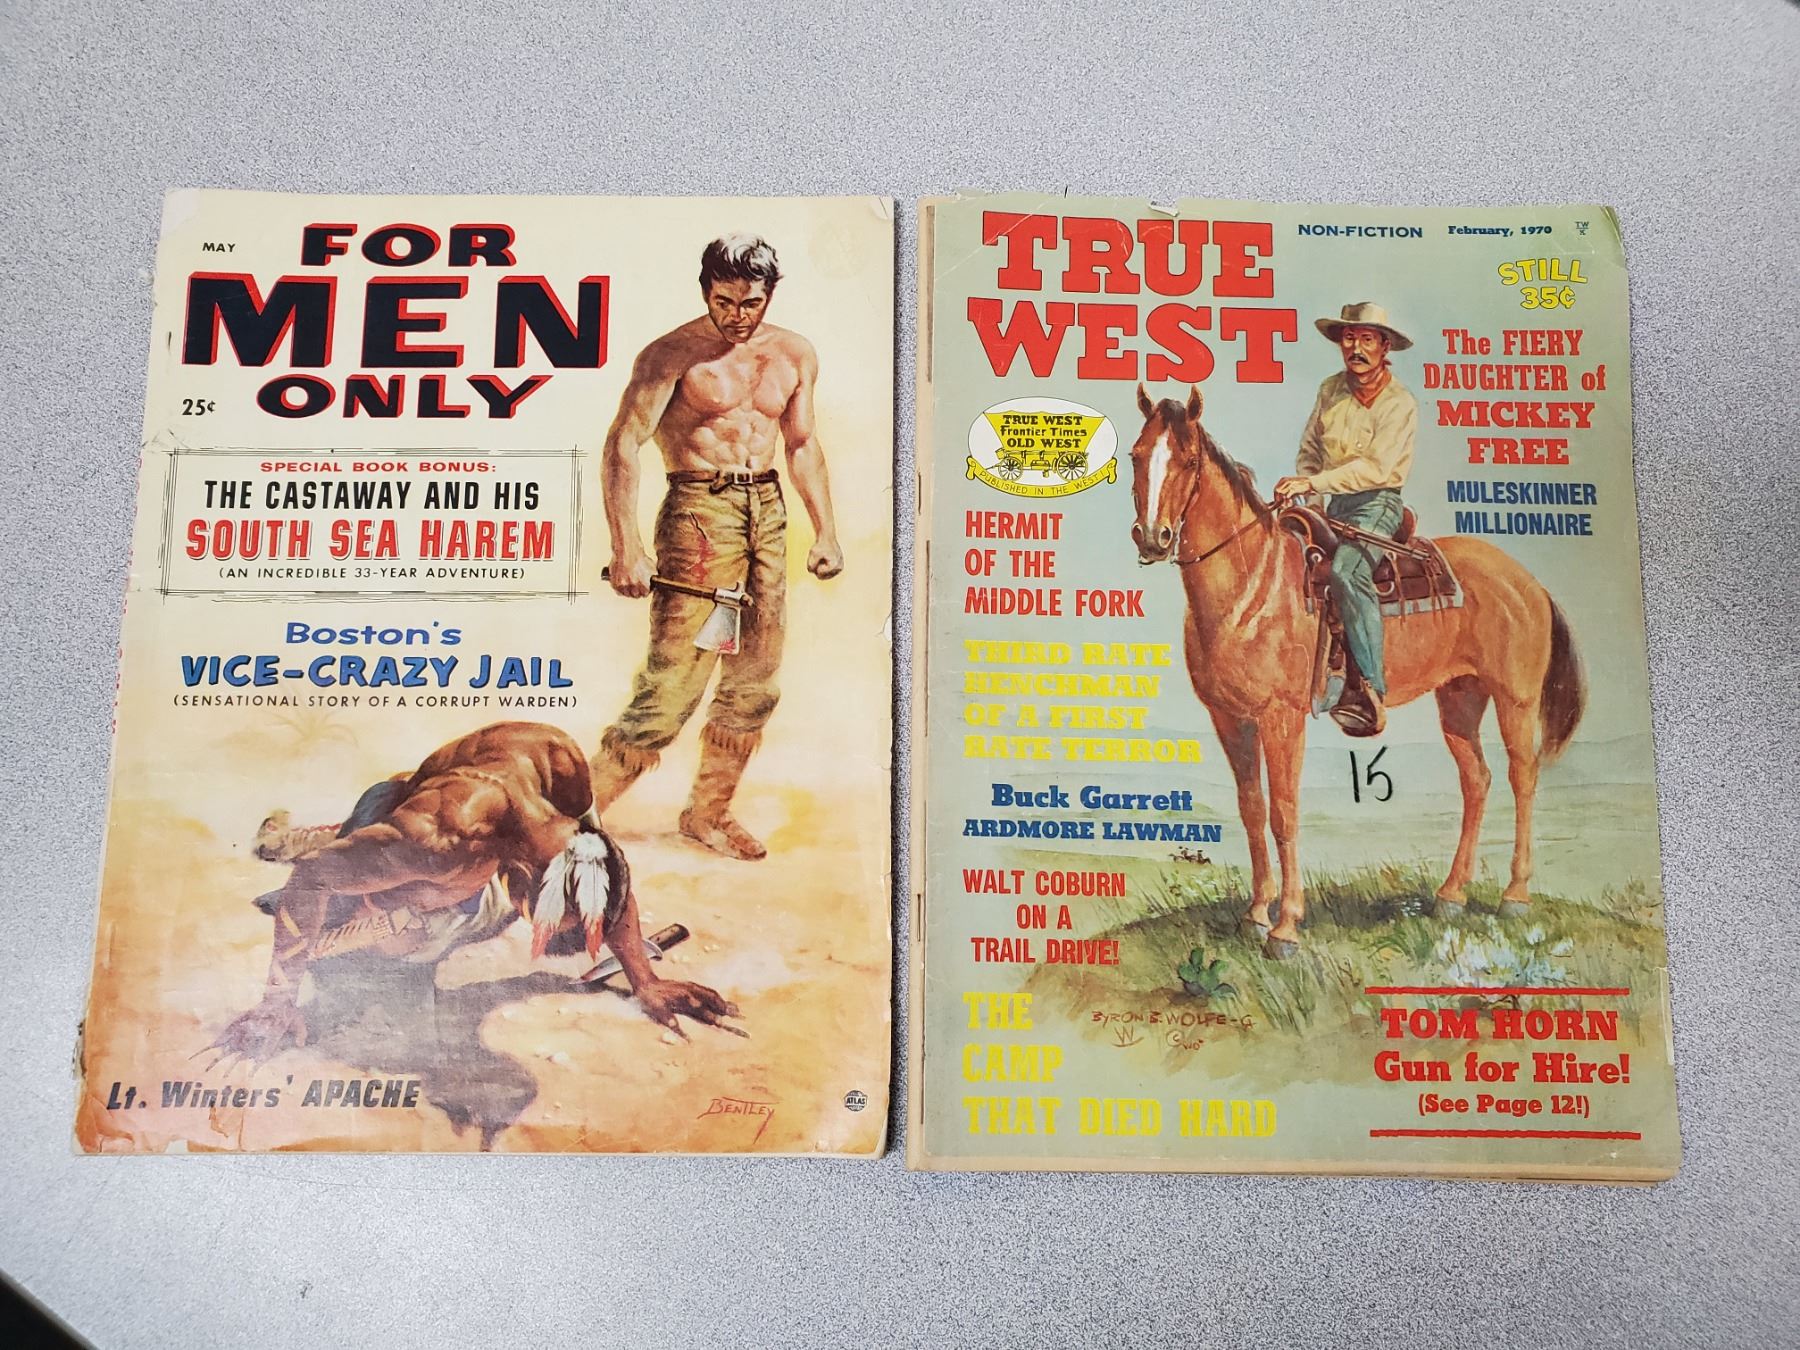 MAY
FOR
MEN
ONLY
25¢
SPECIAL BOOK BONUS:
THE CASTAWAY AND HIS
SOUTH SEA HAREM
(AN INCREDIBLE 33-YEAR ADVENTURE)
Boston's
VICE-CRAZY JAIL
(SENSATIONAL STORY OF A CORRUPT WARDEN)
Lt. Winters' APACHE
BENTLEY
ATLAS
TRUE
WEST
NON-FICTION February, 1970 TW
K
STILL
35¢
The FIERY
DAUGHTER of
MICKEY
FREE
MULESKINNER
MILLIONAIRE
TRUE WEST
Frontier Times
OLD WEST
PUBLISHED IN THE WEST!
HERMIT
OF THE
MIDDLE FORK
THIRD RATE
HENCHMAN
OF A FIRST
RATE TERROR
15
Buck Garrett
ARDMORE LAWMAN
WALT COBURN
ON A
TRAIL DRIVE!
THE
CAMP
THAT DIED HARD
BYRON B. WOLFE-
TOM HORN
Gun for Hire!
(See Page 12!)